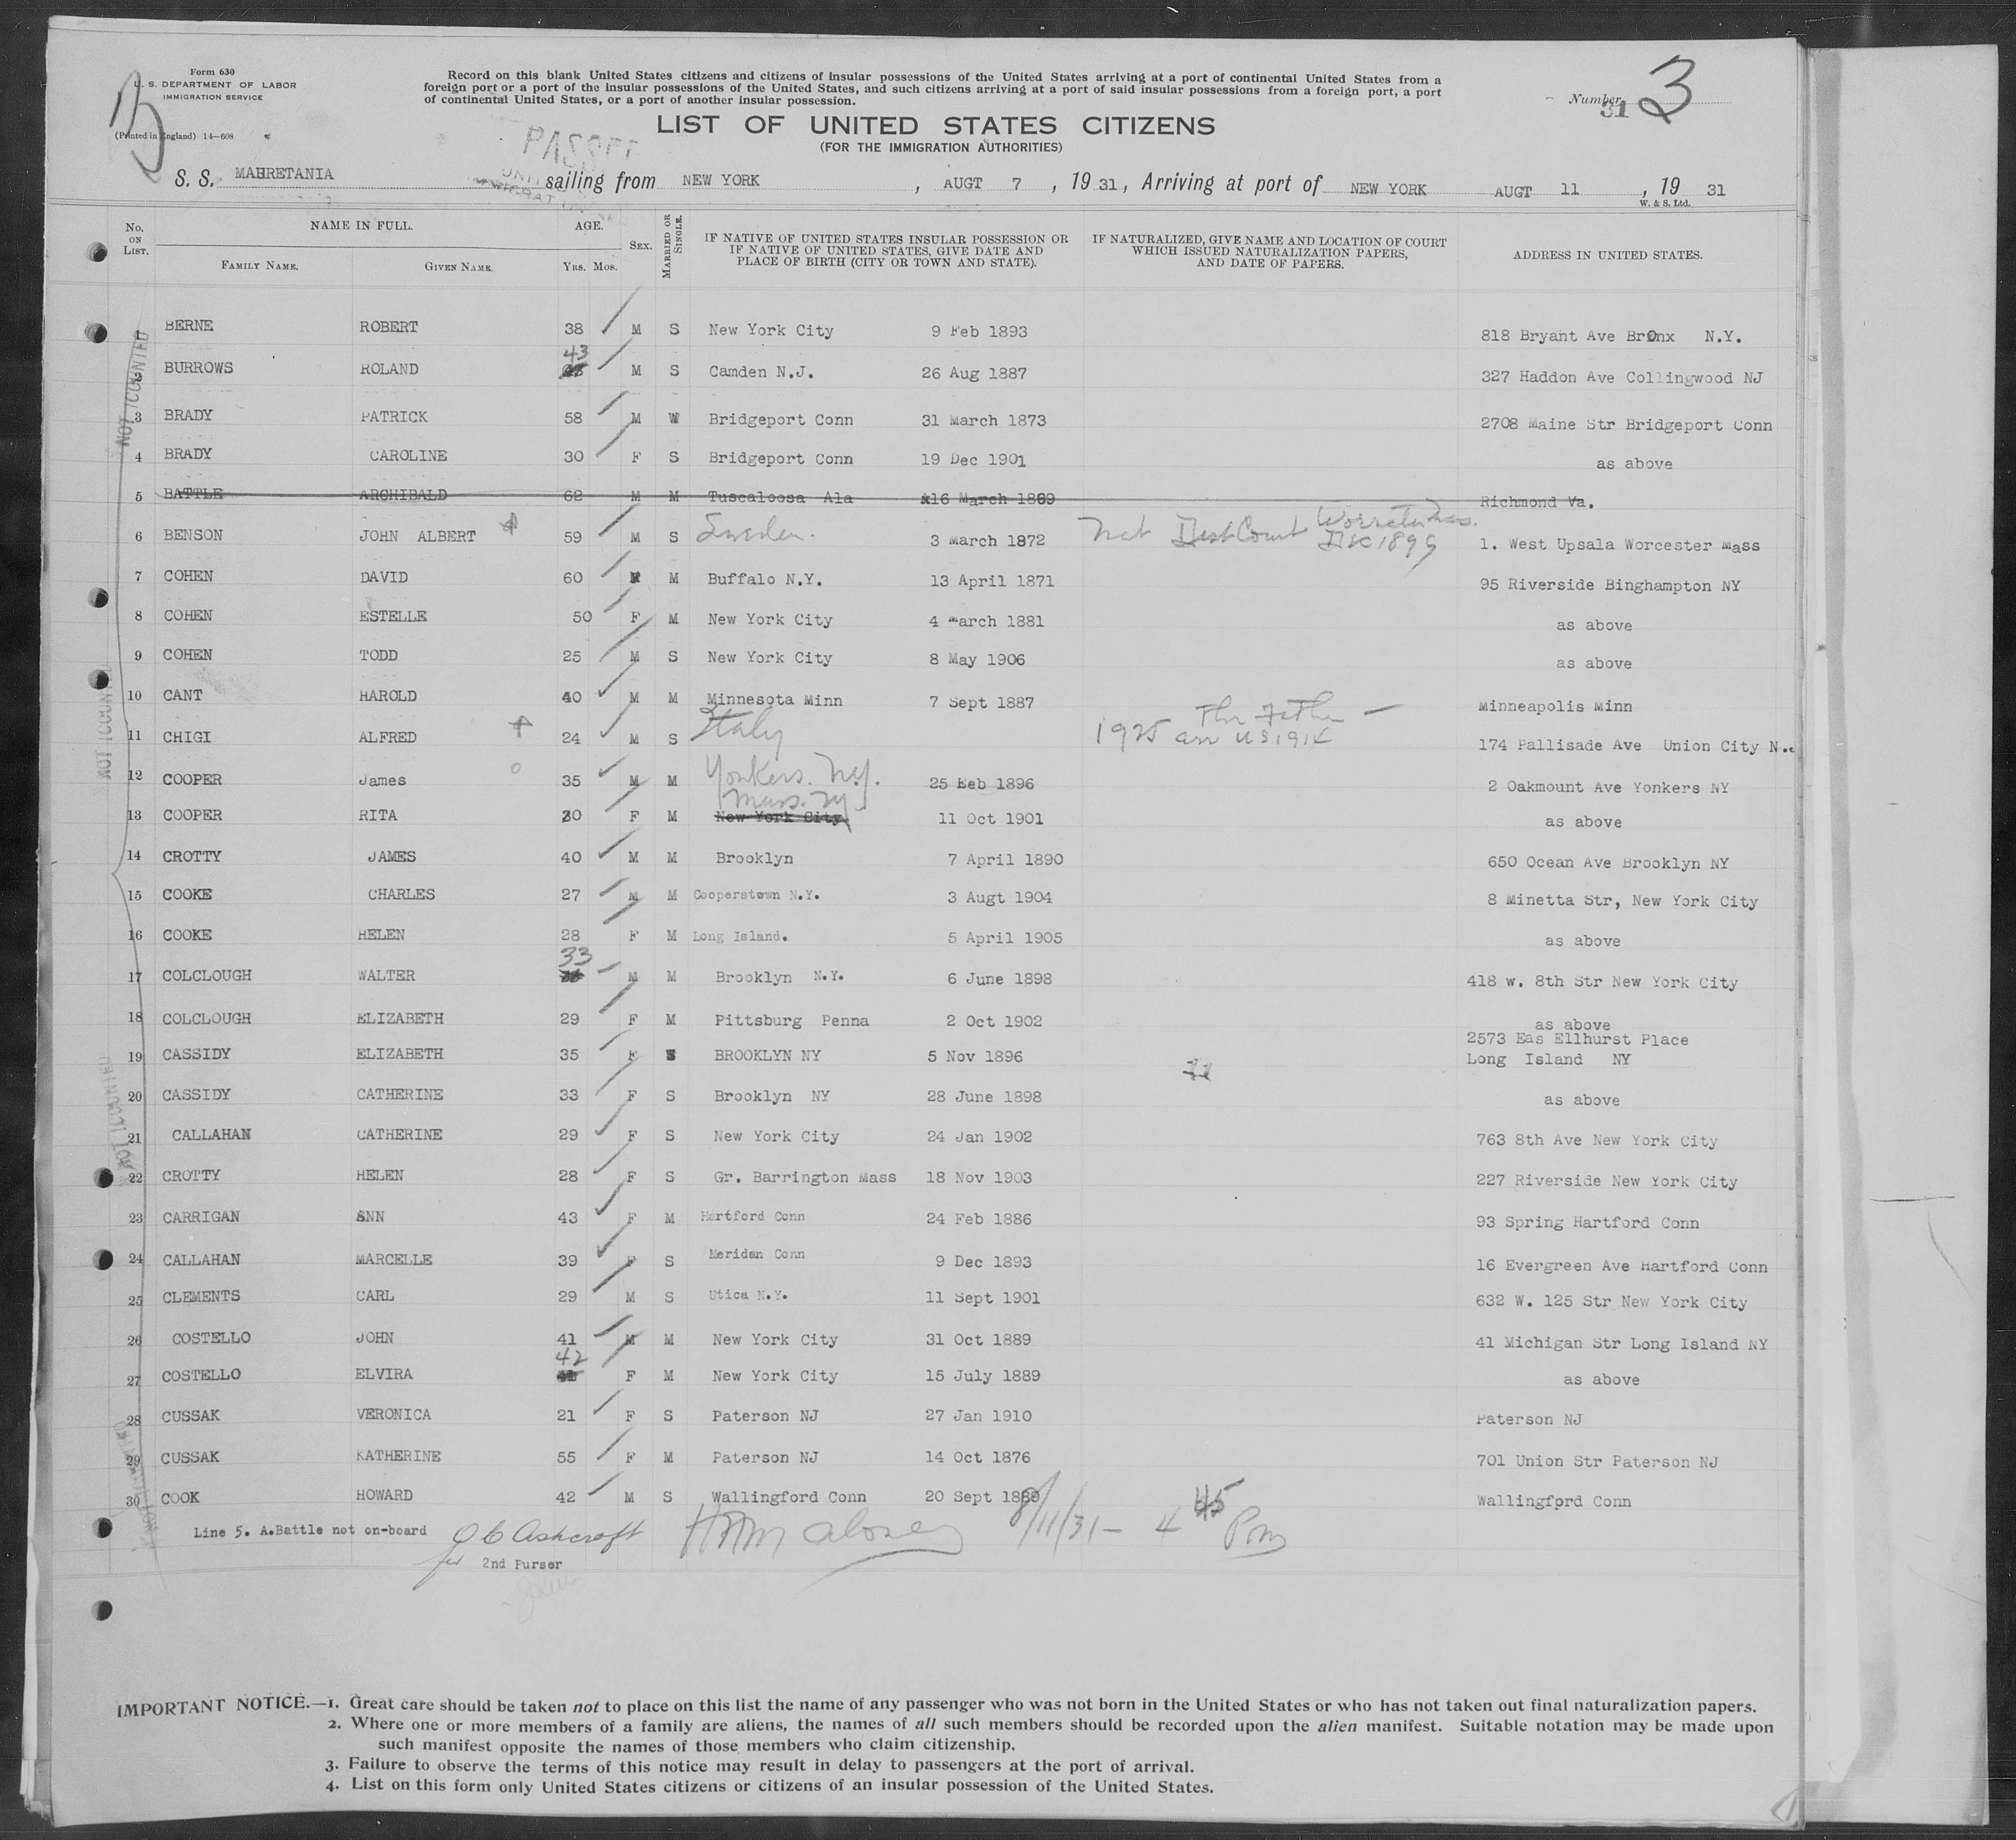 Form 630
U. S. DEPARTMENT OF LABOR
IMMIGRATION SERVICE
(Printed in England) 14—608
Record on this blank United States citizens and citizens of insular possessions of the United States arriving at a port of continental United States from a
foreign port or a port of the insular possessions of the United States, and such citizens arriving at a port of said insular possessions from a foreign port, a port
of continental United States, or a port of another insular possession.
Number 31 3
LIST OF UNITED STATES CITIZENS
(FOR THE IMMIGRATION AUTHORITIES)
PASSED
S. S. MAURETANIA sailing from NEW YORK , AUGT 7 , 19 31, Arriving at port of NEW YORK AUGT 11 , 19 31
W. & S. Ltd.
No. ON LIST. NAME IN FULL. AGE. SEX. MARRIED OR SINGLE. IF NATIVE OF UNITED STATES INSULAR POSSESSION OR IF NATIVE OF UNITED STATES, GIVE DATE AND PLACE OF BIRTH (CITY OR TOWN AND STATE). IF NATURALIZED, GIVE NAME AND LOCATION OF COURT WHICH ISSUED NATURALIZATION PAPERS, AND DATE OF PAPERS. ADDRESS IN UNITED STATES.
FAMILY NAME. GIVEN NAME. YRS. MOS.
1 BERNE ROBERT 38 M S New York City 9 Feb 1893 818 Bryant Ave Bronx N.Y.
2 BURROWS ROLAND 43 M S Camden N.J. 26 Aug 1887 327 Haddon Ave Collingwood NJ
3 BRADY PATRICK 58 M W Bridgeport Conn 31 March 1873 2708 Maine Str Bridgeport Conn
4 BRADY CAROLINE 30 F S Bridgeport Conn 19 Dec 1901 as above
5 BATTLE ARCHIBALD 62 M M Tuscaloosa Ala 16 March 1869 Richmond Va.
6 BENSON JOHN ALBERT 59 M S Sweden. 3 March 1872 Nat Dist Court Worcester Mass. Dec 1899 1. West Upsala Worcester Mass
7 COHEN DAVID 60 M M Buffalo N.Y. 13 April 1871 95 Riverside Binghampton NY
8 COHEN ESTELLE 50 F M New York City 4 March 1881 as above
9 COHEN TODD 25 M S New York City 8 May 1906 as above
10 CANT HAROLD 40 M M Minnesota Minn 7 Sept 1887 Minneapolis Minn
11 CHIGI ALFRED 24 M S Italy 1925 Thr Father — arr US 1914 174 Pallisade Ave Union City N.
12 COOPER James 35 M M Yonkers. N.Y. 25 Feb 1896 2 Oakmount Ave Yonkers NY
13 COOPER RITA 30 F M New York City 11 Oct 1901 as above
14 CROTTY JAMES 40 M M Brooklyn 7 April 1890 650 Ocean Ave Brooklyn NY
15 COOKE CHARLES 27 M M Cooperstown N.Y. 3 Augt 1904 8 Minetta Str, New York City
16 COOKE HELEN 28 F M Long Island. 5 April 1905 as above
17 COLCLOUGH WALTER 33 M M Brooklyn N.Y. 6 June 1898 418 w. 8th Str New York City
18 COLCLOUGH ELIZABETH 29 F M Pittsburg Penna 2 Oct 1902 as above
19 CASSIDY ELIZABETH 35 F S BROOKLYN NY 5 Nov 1896 2573 Eas Ellhurst Place
Long Island NY
20 CASSIDY CATHERINE 33 F S Brooklyn NY 28 June 1898 as above
21 CALLAHAN CATHERINE 29 F S New York City 24 Jan 1902 763 8th Ave New York City
22 CROTTY HELEN 28 F S Gr. Barrington Mass 18 Nov 1903 227 Riverside New York City
23 CARRIGAN ANN 43 F M Hartford Conn 24 Feb 1886 93 Spring Hartford Conn
24 CALLAHAN MARCELLE 39 F S Meridan Conn 9 Dec 1893 16 Evergreen Ave Hartford Conn
25 CLEMENTS CARL 29 M S Utica N.Y. 11 Sept 1901 632 W. 125 Str New York City
26 COSTELLO JOHN 41 M M New York City 31 Oct 1889 41 Michigan Str Long Island NY
27 COSTELLO ELVIRA 42 F M New York City 15 July 1889 as above
28 CUSSAK VERONICA 21 F S Paterson NJ 27 Jan 1910 Paterson NJ
29 CUSSAK KATHERINE 55 F M Paterson NJ 14 Oct 1876 701 Union Str Paterson NJ
30 COOK HOWARD 42 M S Wallingford Conn 20 Sept 1889 Wallingford Conn
Line 5. A.Battle not on-board J C Ashcroft 8/11/31 — 4 45 Pm
for 2nd Purser
IMPORTANT NOTICE.—1. Great care should be taken not to place on this list the name of any passenger who was not born in the United States or who has not taken out final naturalization papers.
2. Where one or more members of a family are aliens, the names of all such members should be recorded upon the alien manifest. Suitable notation may be made upon
such manifest opposite the names of those members who claim citizenship.
3. Failure to observe the terms of this notice may result in delay to passengers at the port of arrival.
4. List on this form only United States citizens or citizens of an insular possession of the United States.